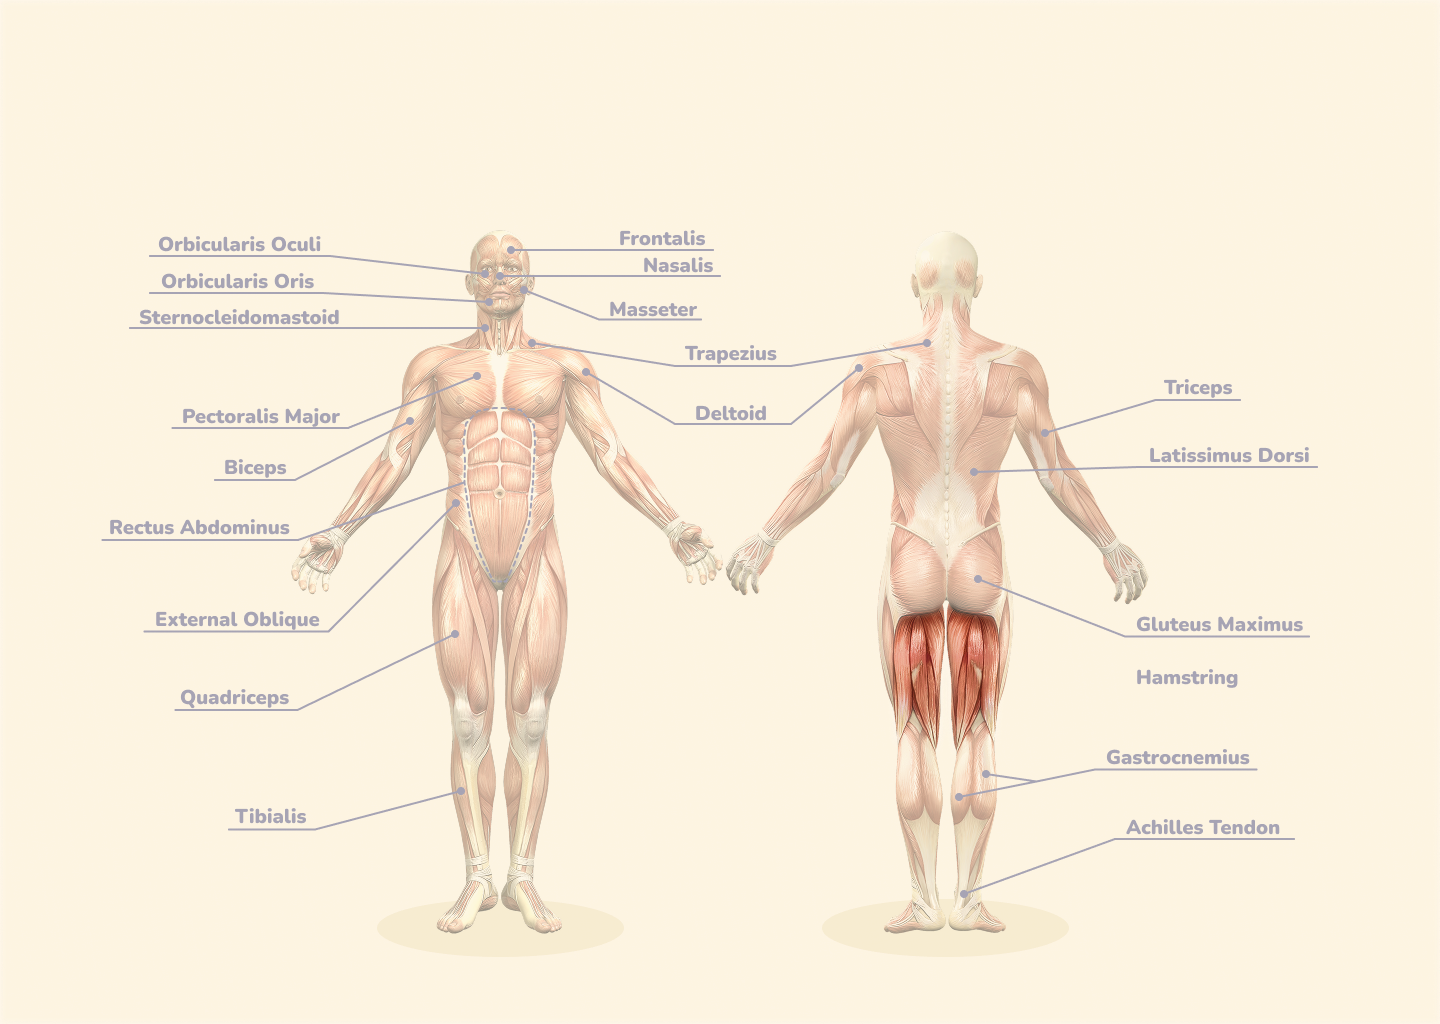 Orbicularis Oculi
Orbicularis Oris
Sternocleidomastoid
Pectoralis Major
Biceps
Rectus Abdominus
External Oblique
Quadriceps
Tibialis
Frontalis
Nasalis
Masseter
Trapezius
Deltoid
Triceps
Latissimus Dorsi
Gluteus Maximus
Hamstring
Gastrocnemius
Achilles Tendon